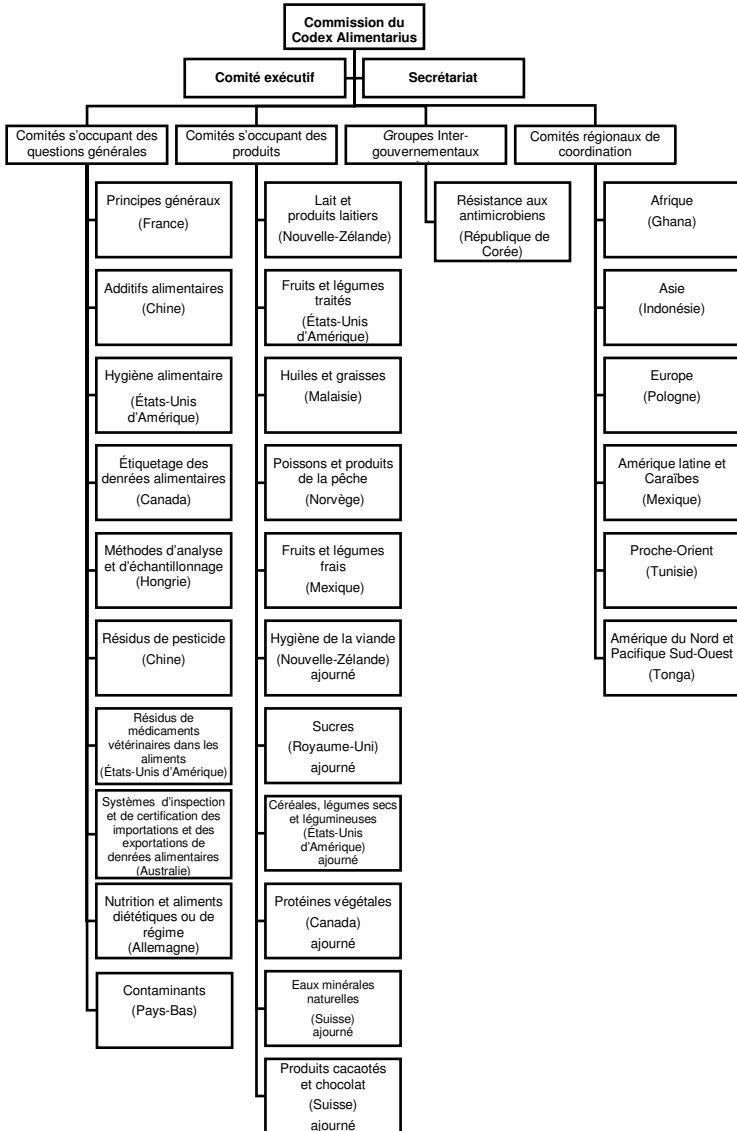 Commission du
Codex Alimentarius
Comité exécutif
Secrétariat
Comités s'occupant des
questions générales
Comités s'occupant des
produits
Groupes Inter-
gouvernementaux
Comités régionaux de
coordination
Principes généraux
(France)
Additifs alimentaires
(Chine)
Hygiène alimentaire
(États-Unis
d'Amérique)
Étiquetage des
denrées alimentaires
(Canada)
Méthodes d'analyse
et d'échantillonnage
(Hongrie)
Résidus de pesticide
(Chine)
Résidus de
médicaments
vétérinaires dans les
aliments
(États-Unis d'Amérique)
Systèmes d'inspection
et de certification des
importations et des
exportations de
denrées alimentaires
(Australie)
Nutrition et aliments
diététiques ou de
régime
(Allemagne)
Contaminants
(Pays-Bas)
Lait et
produits laitiers
(Nouvelle-Zélande)
Fruits et légumes
traités
(États-Unis
d'Amérique)
Huiles et graisses
(Malaisie)
Poissons et produits
de la pêche
(Norvège)
Fruits et légumes
frais
(Mexique)
Hygiène de la viande
(Nouvelle-Zélande)
ajourné
Sucres
(Royaume-Uni)
ajourné
Céréales, légumes secs
et légumineuses
(États-Unis
d'Amérique)
ajourné
Protéines végétales
(Canada)
ajourné
Eaux minérales
naturelles
(Suisse)
ajourné
Produits cacaotés
et chocolat
(Suisse)
ajourné
Résistance aux
antimicrobiens
(République de
Corée)
Afrique
(Ghana)
Asie
(Indonésie)
Europe
(Pologne)
Amérique latine et
Caraïbes
(Mexique)
Proche-Orient
(Tunisie)
Amérique du Nord et
Pacifique Sud-Ouest
(Tonga)